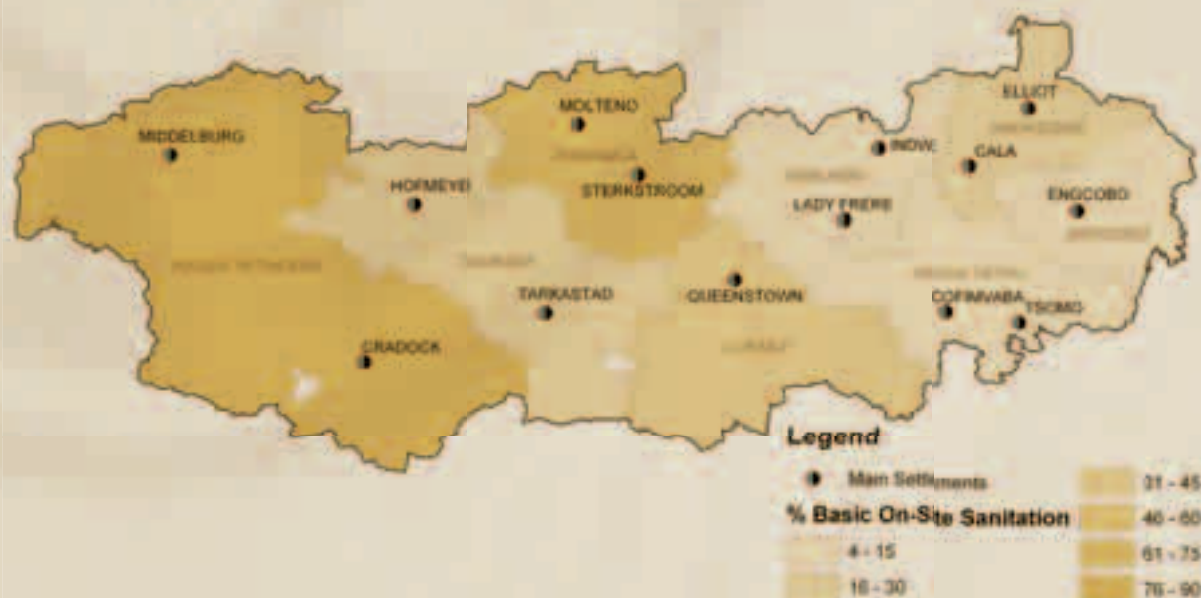 ELLIOT
MOLTENO
MIDDELBURG
INDWE
CALA
HOFMEYER
STERKSTROOM
LADY FRERE
ENGCOBO
TARKASTAD
QUEENSTOWN
COFIMVABA
TSOMO
CRADOCK
Legend
Main Settlements
% Basic On-Site Sanitation
4 - 15
16 - 30
31 - 45
46 - 60
61 - 75
76 - 90